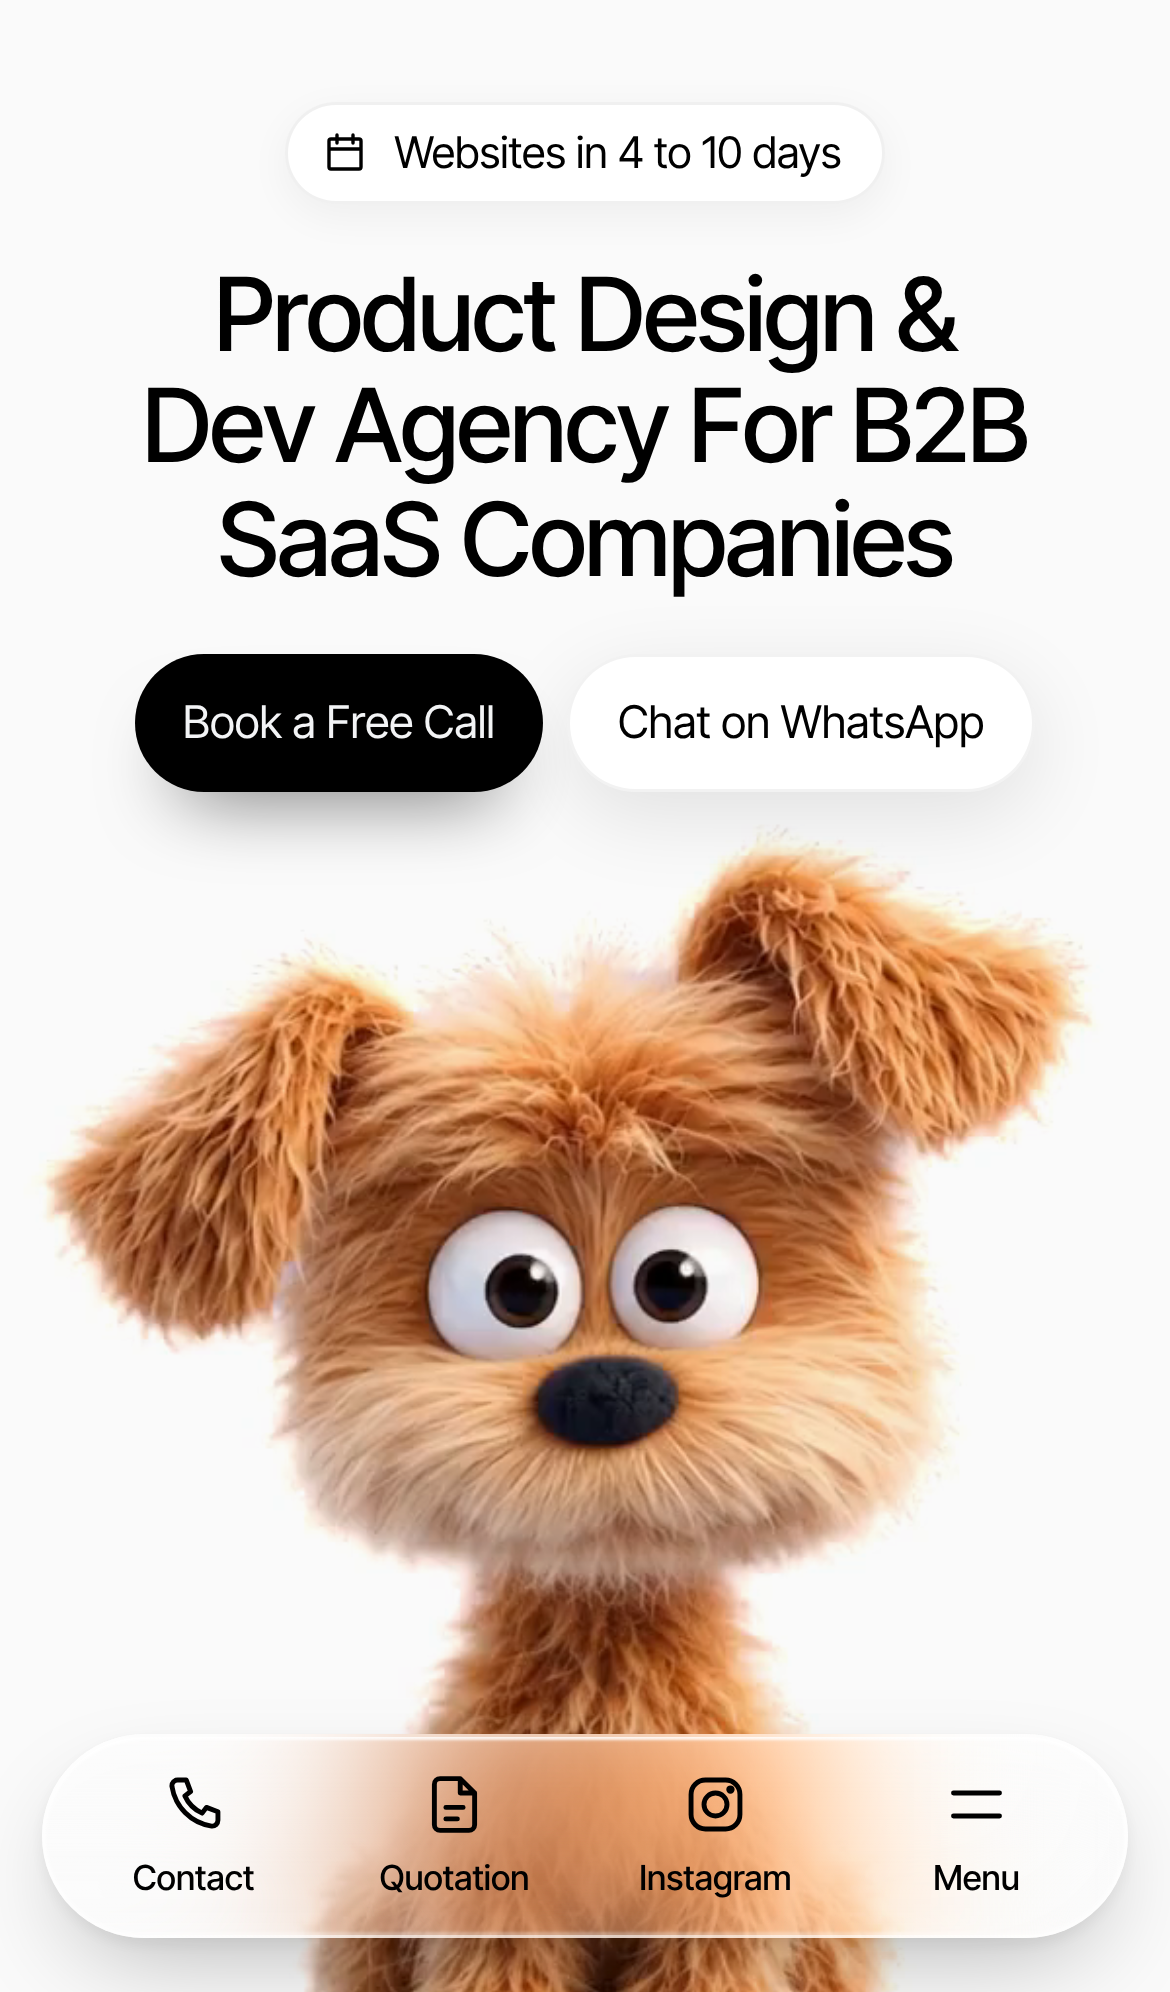 Websites in 4 to 10 days
Product Design &
Dev Agency For B2B
SaaS Companies
Book a Free Call
Chat on WhatsApp
Contact
Quotation
Instagram
Menu